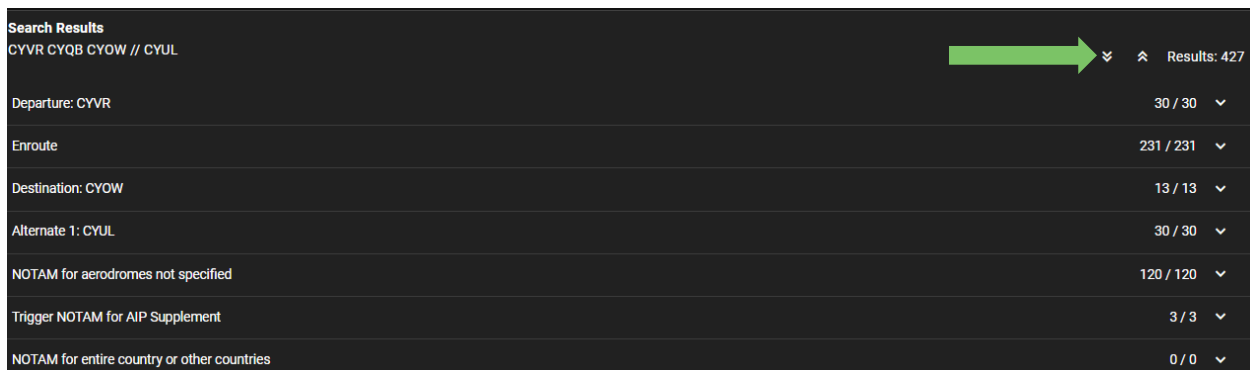 Search Results
CYVR CYQB CYOW // CYUL
Results: 427
Departure: CYVR 30 / 30
Enroute 231 / 231
Destination: CYOW 13 / 13
Alternate 1: CYUL 30 / 30
NOTAM for aerodromes not specified 120 / 120
Trigger NOTAM for AIP Supplement 3 / 3
NOTAM for entire country or other countries 0 / 0